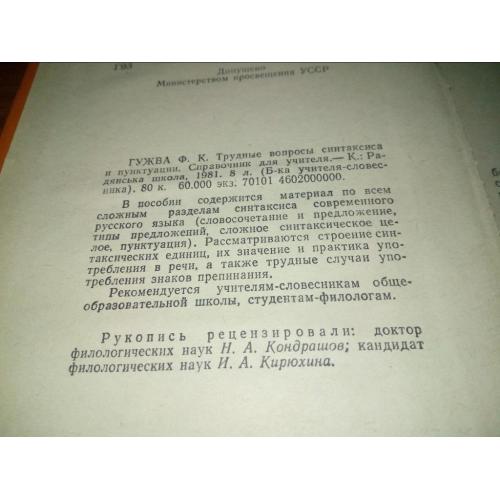 Г93
Допущено
Министерством просвещения УССР
ГУЖВА Ф. К. Трудные вопросы синтаксиса
и пунктуации. Справочник для учителя.— К.: Ра-
дянська школа, 1981. 8 л. (Б-ка учителя-словес-
ника). 80 к. 60.000 экз. 70101 4602000000.
В пособии содержится материал по всем
сложным разделам синтаксиса современного
русского языка (словосочетание и предложение,
типы предложений, сложное синтаксическое це-
лое, пунктуация). Рассматриваются строение син-
таксических единиц, их значение и практика упо-
требления в речи, а также трудные случаи упо-
требления знаков препинания.
Рекомендуется учителям-словесникам обще-
образовательной школы, студентам-филологам.
Рукопись рецензировали: доктор
филологических наук Н. А. Кондрашов; кандидат
филологических наук И. А. Кирюхина.